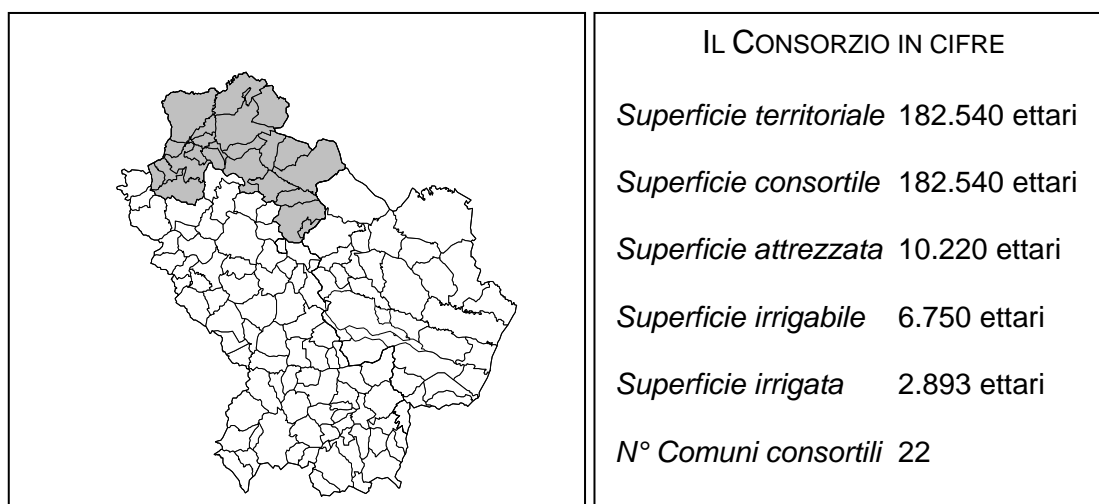 IL CONSORZIO IN CIFRE
Superficie territoriale 182.540 ettari
Superficie consortile 182.540 ettari
Superficie attrezzata 10.220 ettari
Superficie irrigabile 6.750 ettari
Superficie irrigata 2.893 ettari
N° Comuni consortili 22